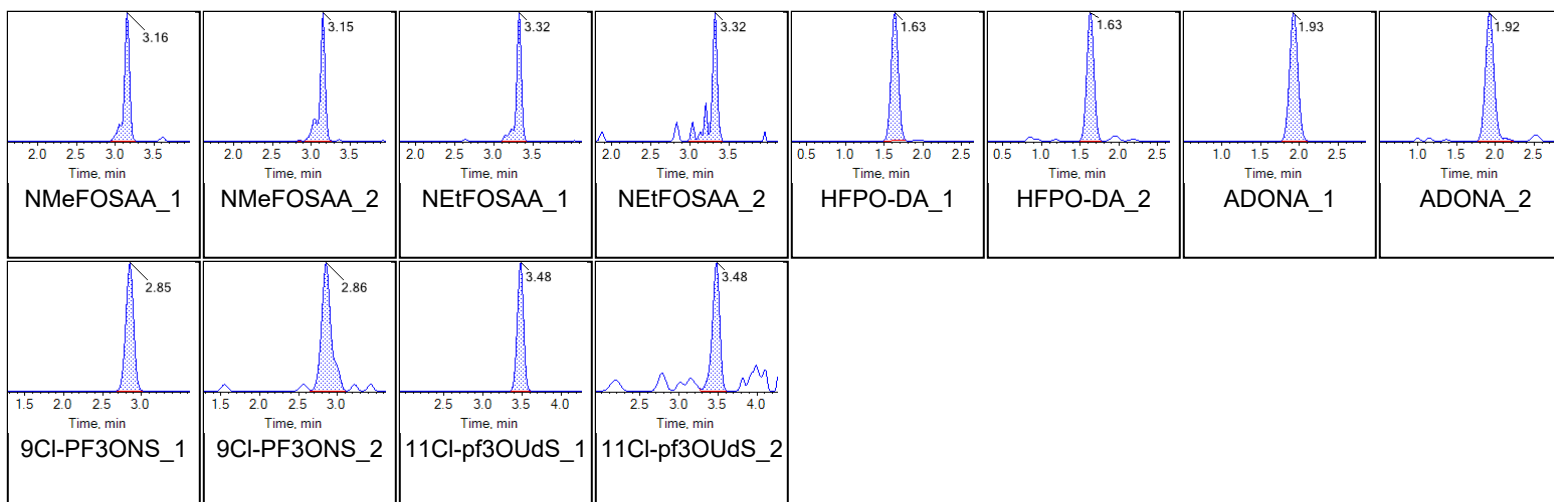 3.16 3.15 3.32 3.32 1.63 1.63 1.93 1.92
2.0 2.5 3.0 3.5 2.0 2.5 3.0 3.5 2.0 2.5 3.0 3.5 2.0 2.5 3.0 3.5 0.5 1.0 1.5 2.0 2.5 0.5 1.0 1.5 2.0 2.5 1.0 1.5 2.0 2.5 1.0 1.5 2.0 2.5
Time, min Time, min Time, min Time, min Time, min Time, min Time, min Time, min
NMeFOSAA_1 NMeFOSAA_2 NEtFOSAA_1 NEtFOSAA_2 HFPO-DA_1 HFPO-DA_2 ADONA_1 ADONA_2
2.85 2.86 3.48 3.48
1.5 2.0 2.5 3.0 1.5 2.0 2.5 3.0 2.5 3.0 3.5 4.0 2.5 3.0 3.5 4.0
Time, min Time, min Time, min Time, min
9Cl-PF3ONS_1 9Cl-PF3ONS_2 11Cl-pf3OUdS_1 11Cl-pf3OUdS_2